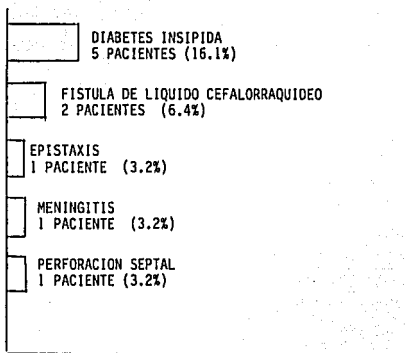 DIABETES INSIPIDA
5 PACIENTES (16.1%)
FISTULA DE LIQUIDO CEFALORRAQUIDEO
2 PACIENTES (6.4%)
EPISTAXIS
1 PACIENTE (3.2%)
MENINGITIS
1 PACIENTE (3.2%)
PERFORACION SEPTAL
1 PACIENTE (3.2%)